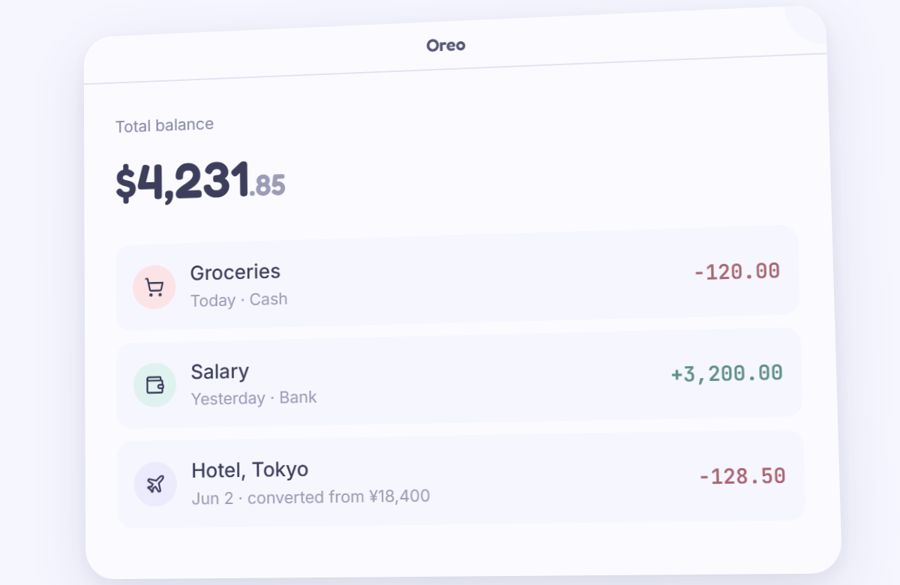 Oreo
Total balance
$4,231.85
Groceries
Today · Cash
-120.00
Salary
Yesterday · Bank
+3,200.00
Hotel, Tokyo
Jun 2 · converted from ¥18,400
-128.50